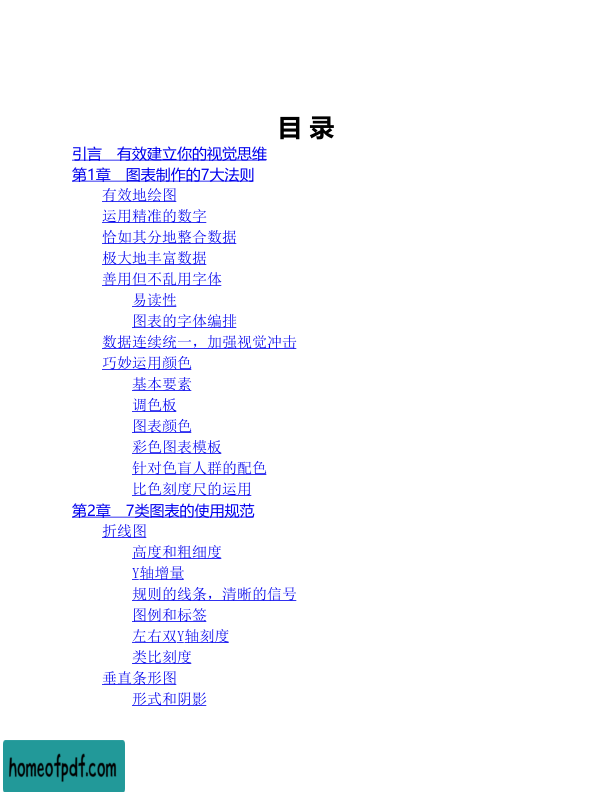 目 录
引言　有效建立你的视觉思维
第1章　图表制作的7大法则
有效地绘图
运用精准的数字
恰如其分地整合数据
极大地丰富数据
善用但不乱用字体
易读性
图表的字体编排
数据连续统一，加强视觉冲击
巧妙运用颜色
基本要素
调色板
图表颜色
彩色图表模板
针对色盲人群的配色
比色刻度尺的运用
第2章　7类图表的使用规范
折线图
高度和粗细度
Y轴增量
规则的线条，清晰的信号
图例和标签
左右双Y轴刻度
类比刻度
垂直条形图
形式和阴影
homeofpdf.com